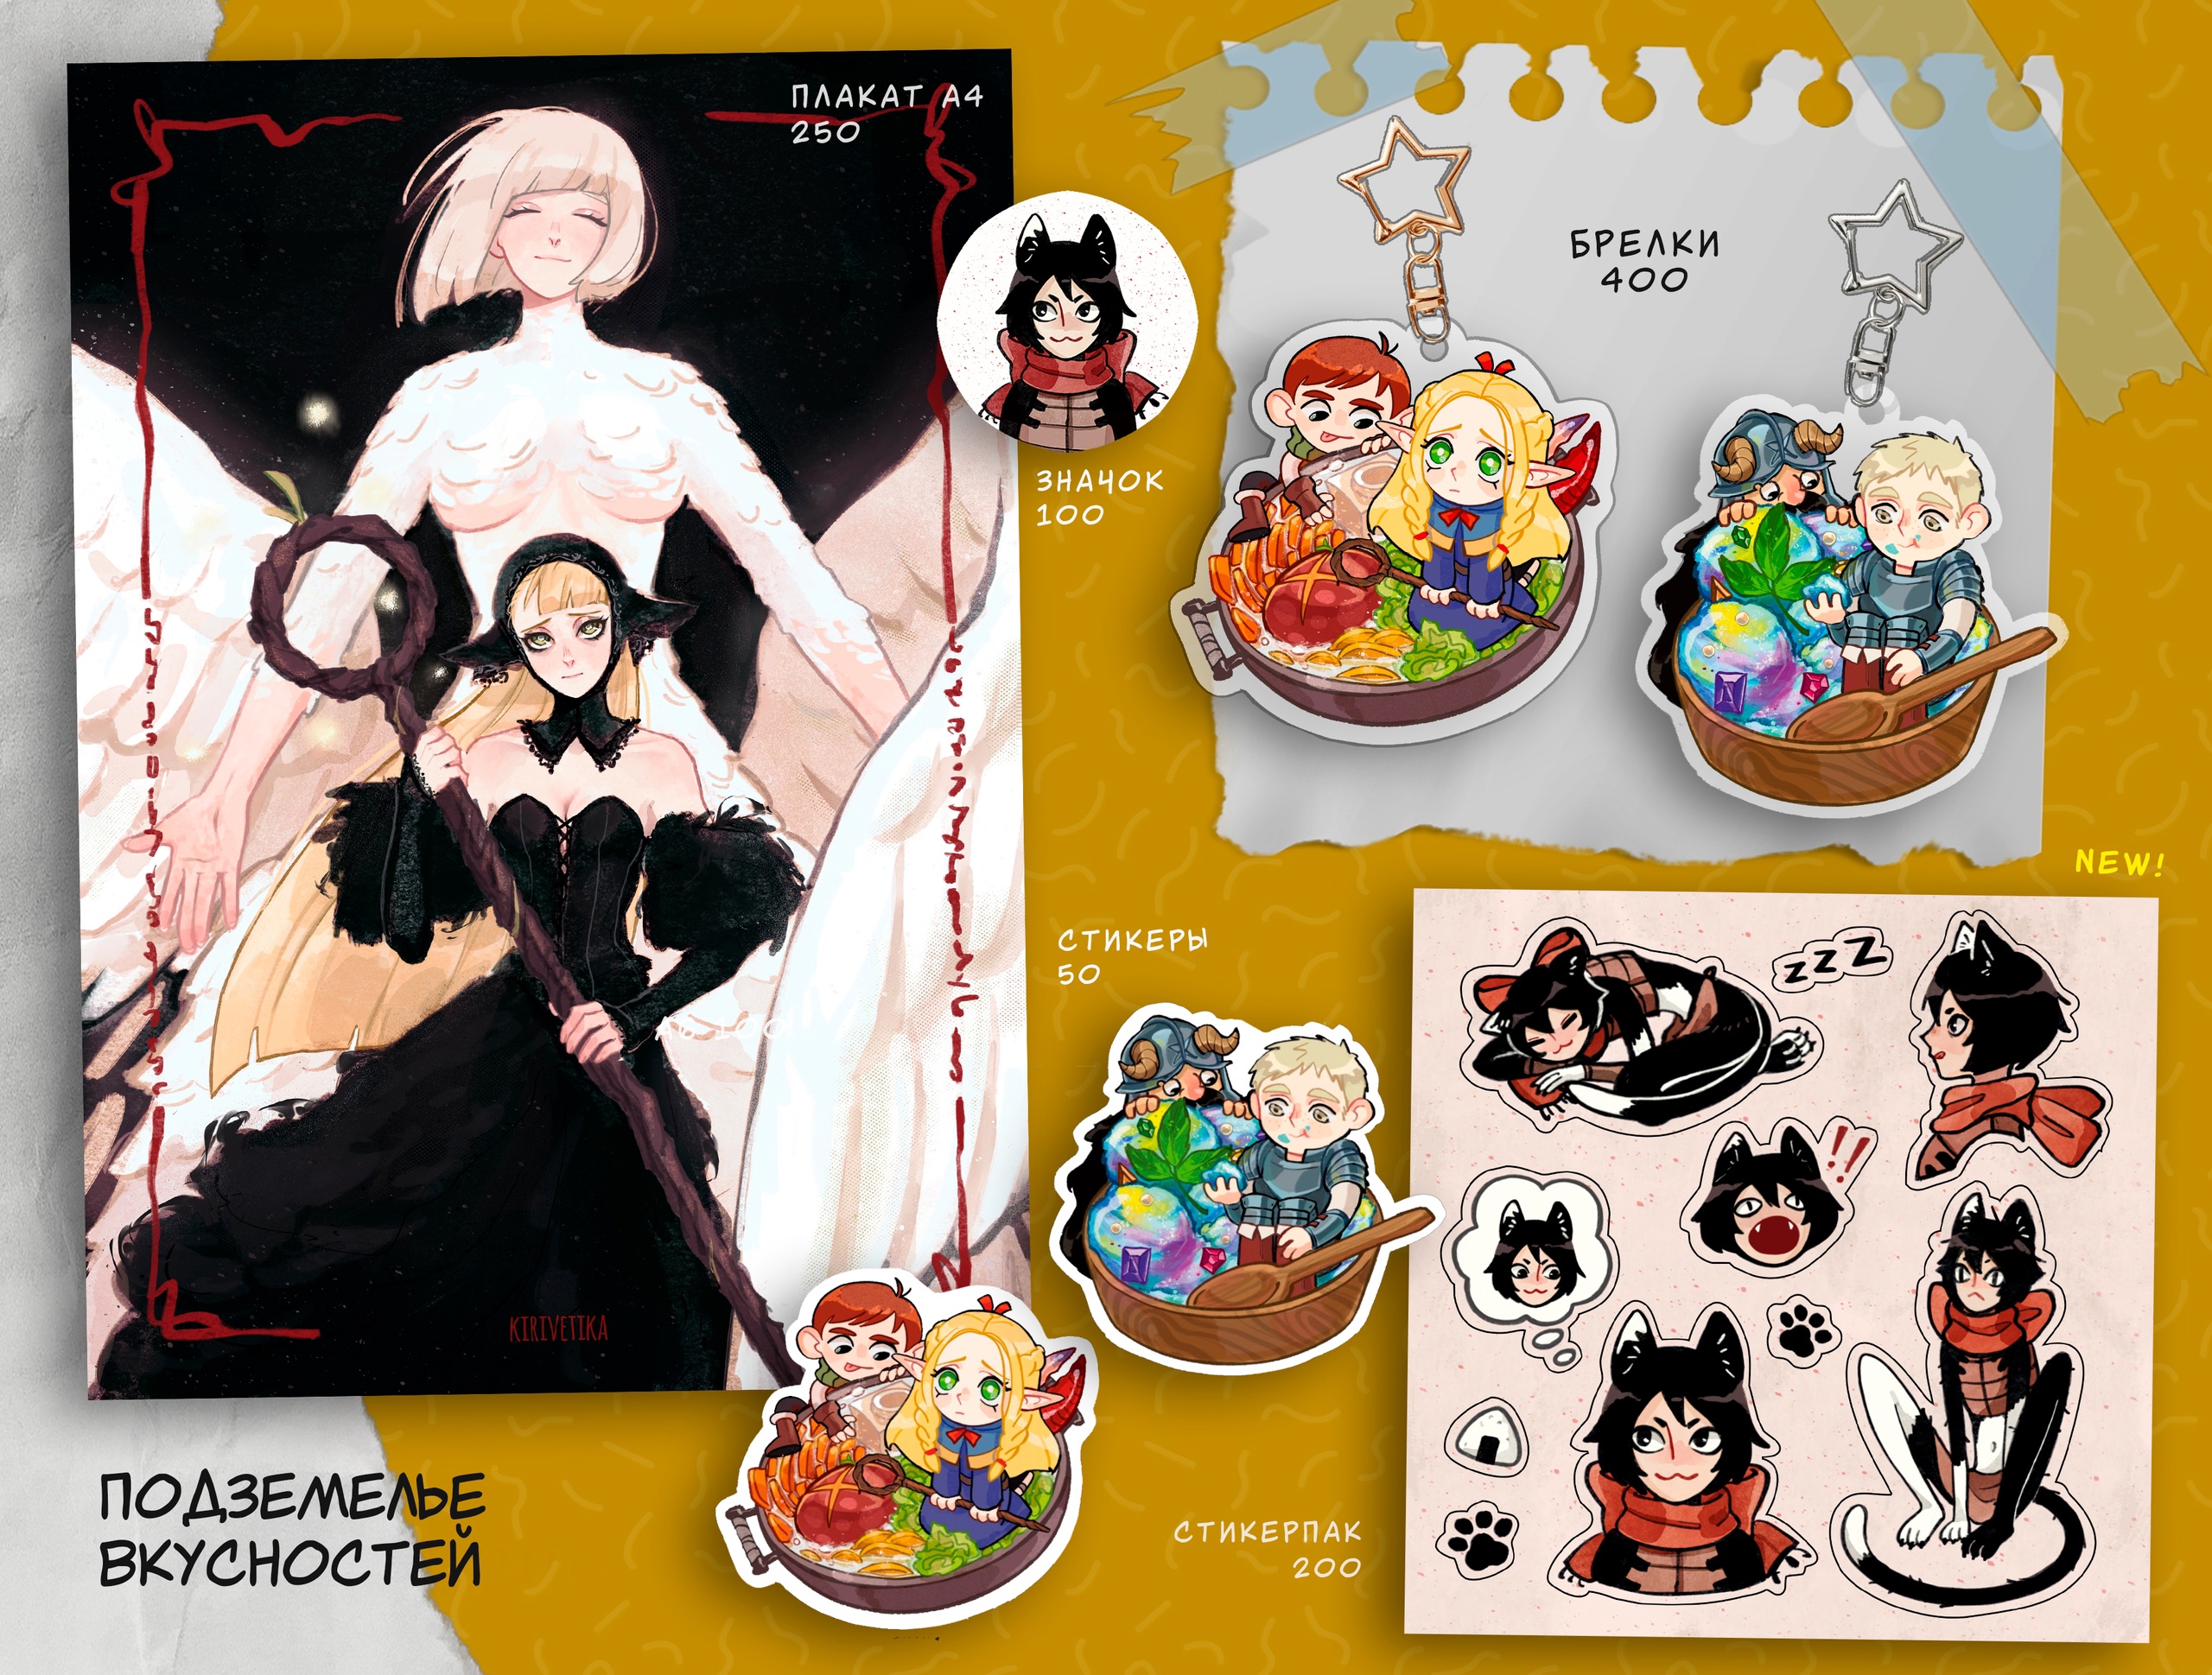 ПЛАКАТ А4
250
ЗНАЧОК
100
БРЕЛКИ
400
NEW!
СТИКЕРЫ
50
zzZ
!!
KIRIVETIKA
ПОДЗЕМЕЛЬЕ
ВКУСНОСТЕЙ
СТИКЕРПАК
200